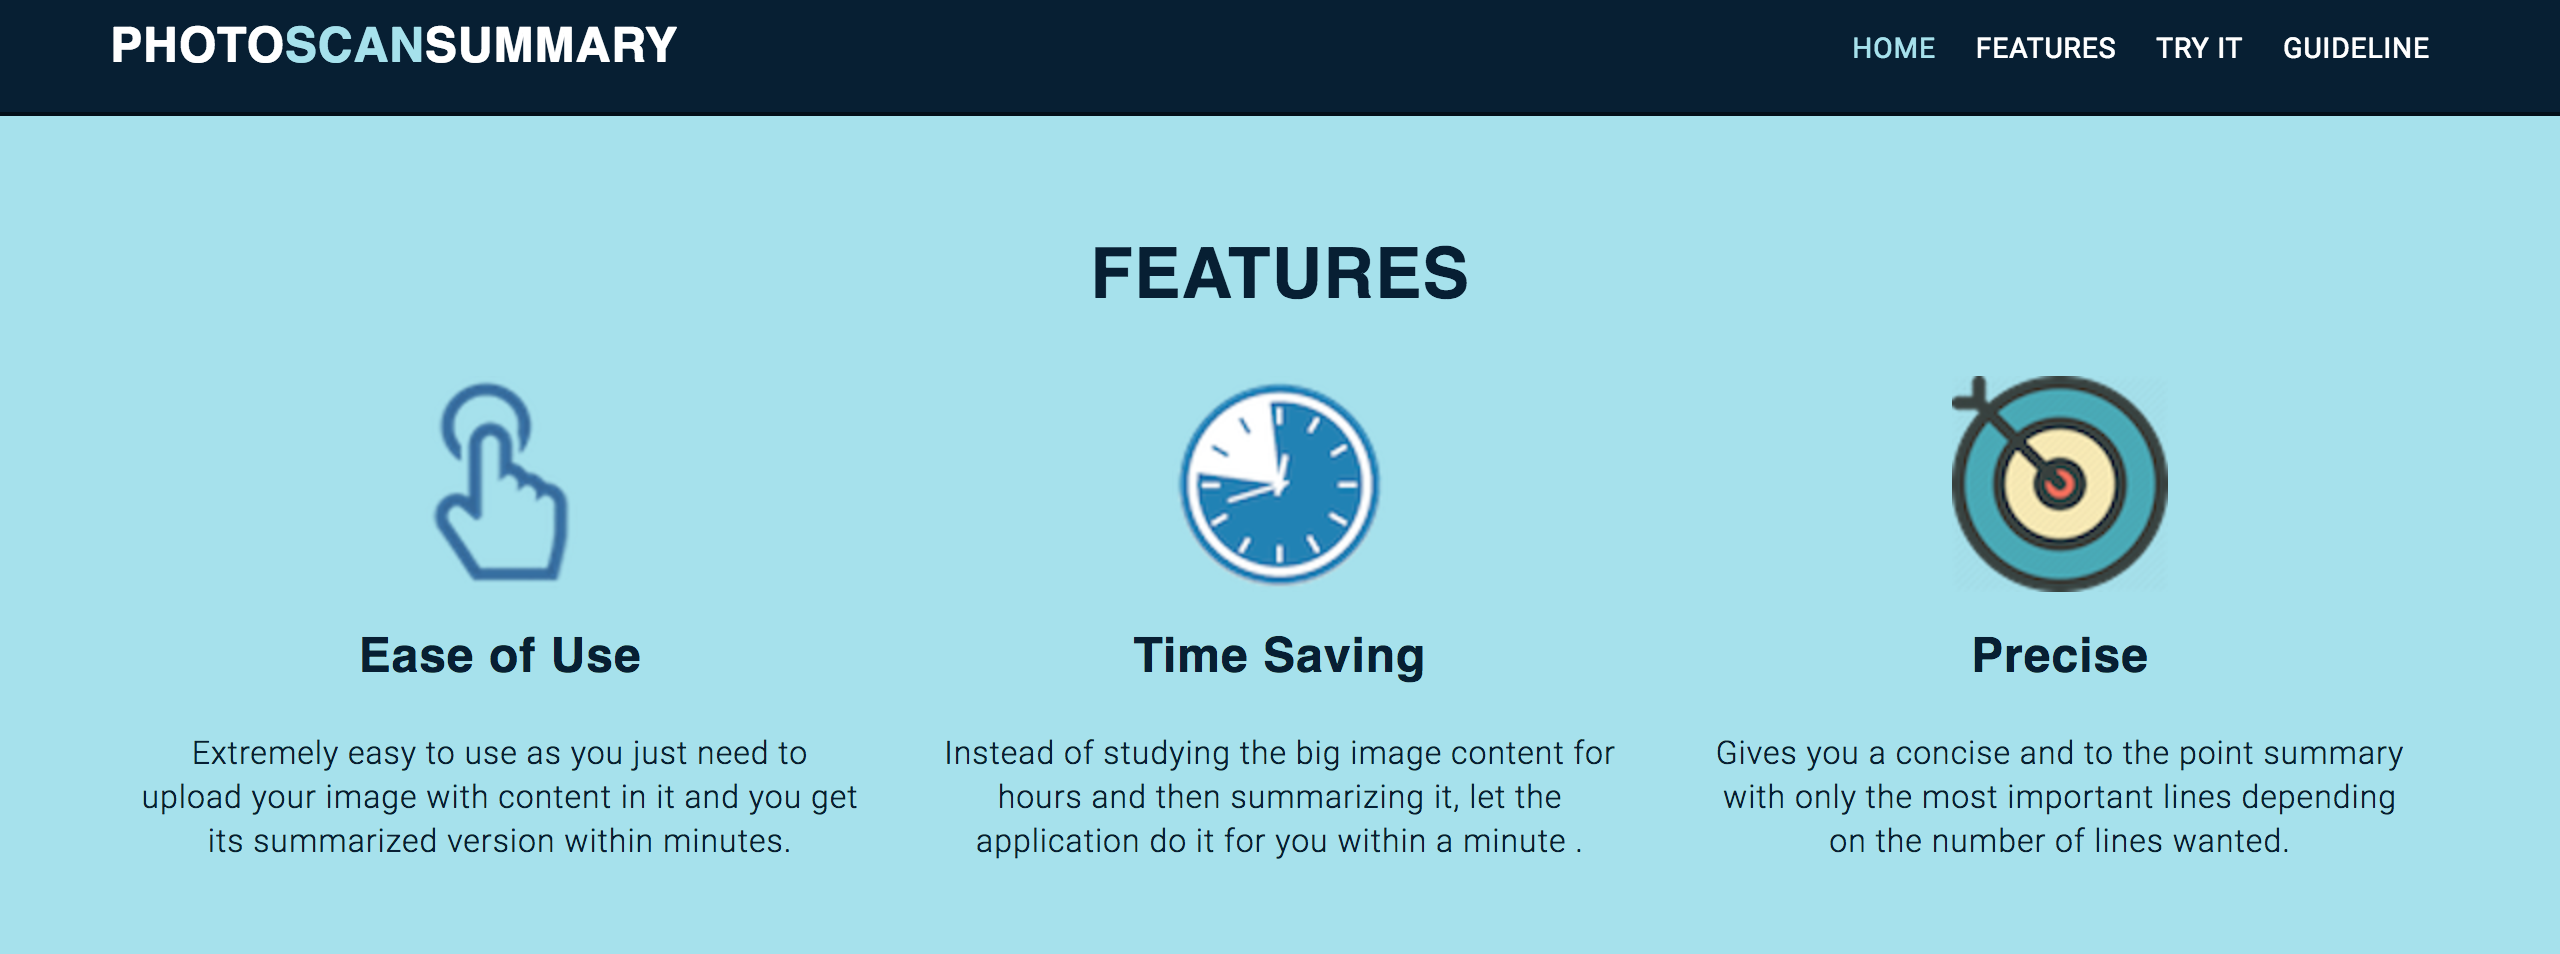 PHOTOSCANSUMMARY
HOME FEATURES TRY IT GUIDELINE
FEATURES
Ease of Use
Extremely easy to use as you just need to
upload your image with content in it and you get
its summarized version within minutes.
Time Saving
Instead of studying the big image content for
hours and then summarizing it, let the
application do it for you within a minute .
Precise
Gives you a concise and to the point summary
with only the most important lines depending
on the number of lines wanted.